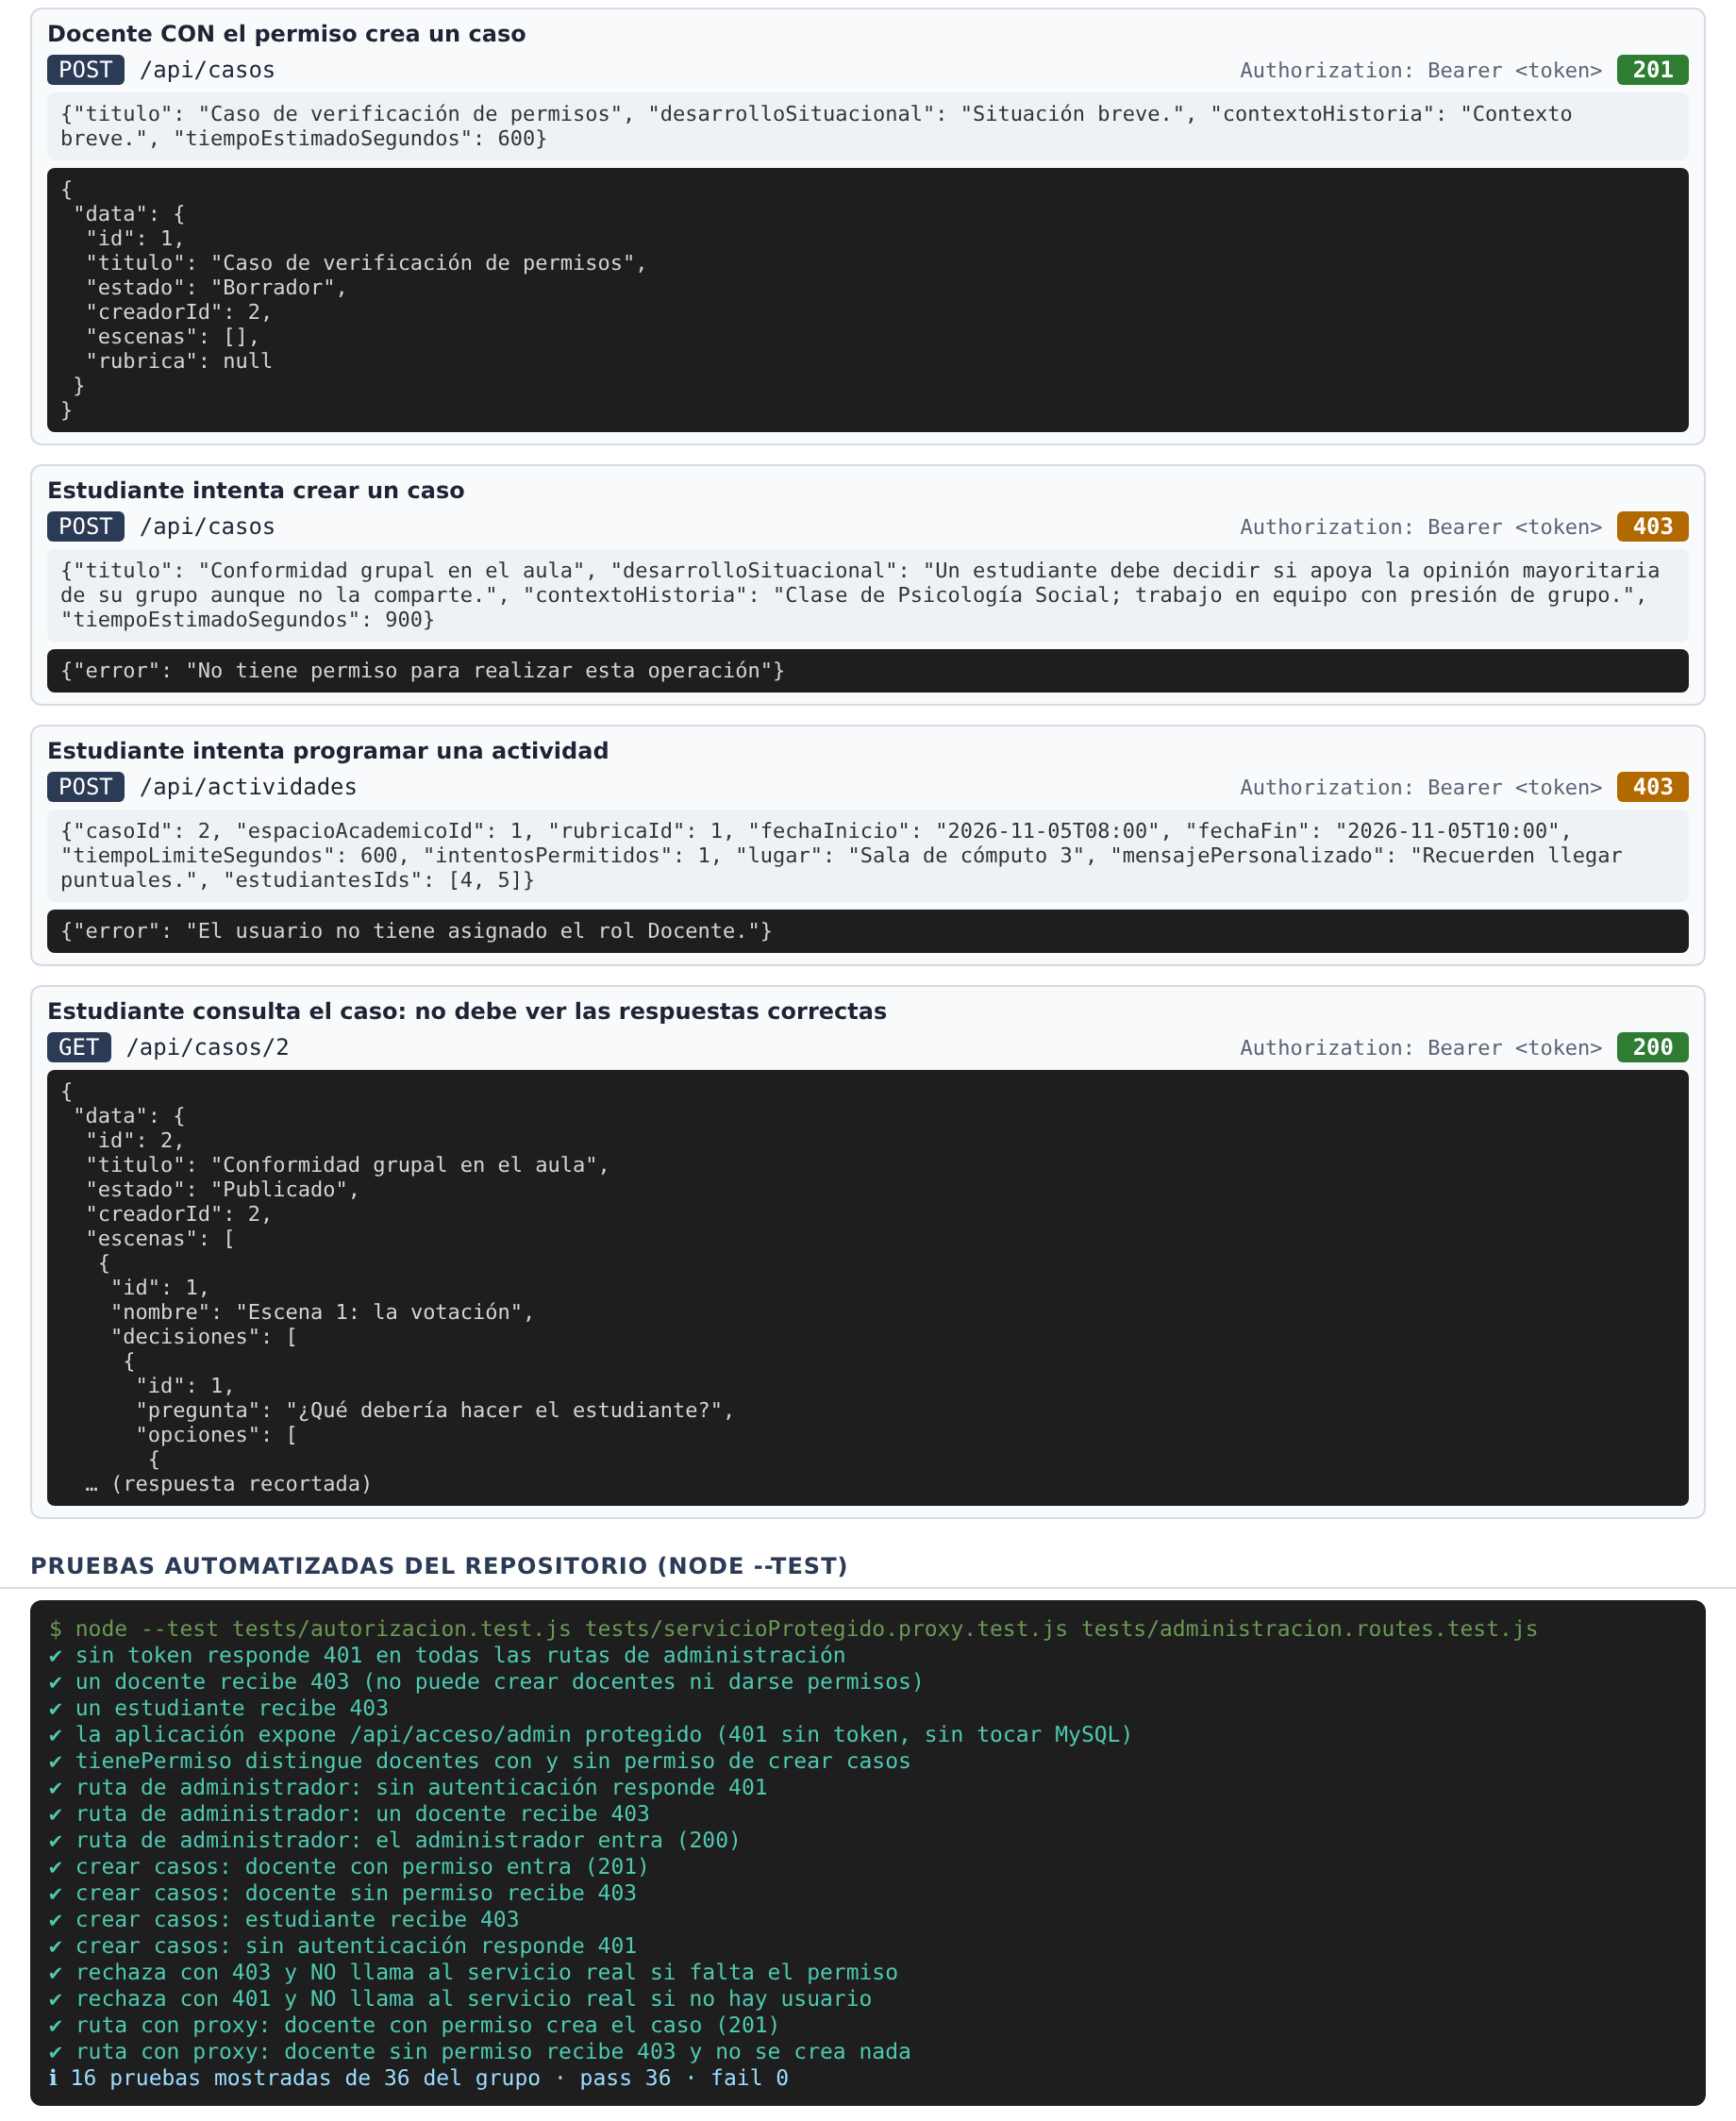 Docente CON el permiso crea un caso
POST /api/casos Authorization: Bearer <token> 201
{"titulo": "Caso de verificación de permisos", "desarrolloSituacional": "Situación breve.", "contextoHistoria": "Contexto
breve.", "tiempoEstimadoSegundos": 600}
{
"data": {
"id": 1,
"titulo": "Caso de verificación de permisos",
"estado": "Borrador",
"creadorId": 2,
"escenas": [],
"rubrica": null
}
}
Estudiante intenta crear un caso
POST /api/casos Authorization: Bearer <token> 403
{"titulo": "Conformidad grupal en el aula", "desarrolloSituacional": "Un estudiante debe decidir si apoya la opinión mayoritaria
de su grupo aunque no la comparte.", "contextoHistoria": "Clase de Psicología Social; trabajo en equipo con presión de grupo.",
"tiempoEstimadoSegundos": 900}
{"error": "No tiene permiso para realizar esta operación"}
Estudiante intenta programar una actividad
POST /api/actividades Authorization: Bearer <token> 403
{"casoId": 2, "espacioAcademicoId": 1, "rubricaId": 1, "fechaInicio": "2026-11-05T08:00", "fechaFin": "2026-11-05T10:00",
"tiempoLimiteSegundos": 600, "intentosPermitidos": 1, "lugar": "Sala de cómputo 3", "mensajePersonalizado": "Recuerden llegar
puntuales.", "estudiantesIds": [4, 5]}
{"error": "El usuario no tiene asignado el rol Docente."}
Estudiante consulta el caso: no debe ver las respuestas correctas
GET /api/casos/2 Authorization: Bearer <token> 200
{
"data": {
"id": 2,
"titulo": "Conformidad grupal en el aula",
"estado": "Publicado",
"creadorId": 2,
"escenas": [
{
"id": 1,
"nombre": "Escena 1: la votación",
"decisiones": [
{
"id": 1,
"pregunta": "¿Qué debería hacer el estudiante?",
"opciones": [
{
… (respuesta recortada)
PRUEBAS AUTOMATIZADAS DEL REPOSITORIO (NODE --TEST)
$ node --test tests/autorizacion.test.js tests/servicioProtegido.proxy.test.js tests/administracion.routes.test.js
✔ sin token responde 401 en todas las rutas de administración
✔ un docente recibe 403 (no puede crear docentes ni darse permisos)
✔ un estudiante recibe 403
✔ la aplicación expone /api/acceso/admin protegido (401 sin token, sin tocar MySQL)
✔ tienePermiso distingue docentes con y sin permiso de crear casos
✔ ruta de administrador: sin autenticación responde 401
✔ ruta de administrador: un docente recibe 403
✔ ruta de administrador: el administrador entra (200)
✔ crear casos: docente con permiso entra (201)
✔ crear casos: docente sin permiso recibe 403
✔ crear casos: estudiante recibe 403
✔ crear casos: sin autenticación responde 401
✔ rechaza con 403 y NO llama al servicio real si falta el permiso
✔ rechaza con 401 y NO llama al servicio real si no hay usuario
✔ ruta con proxy: docente con permiso crea el caso (201)
✔ ruta con proxy: docente sin permiso recibe 403 y no se crea nada
ℹ 16 pruebas mostradas de 36 del grupo · pass 36 · fail 0